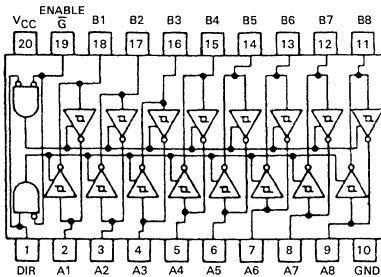 ENABLE
VCC G̅ B1 B2 B3 B4 B5 B6 B7 B8
20 19 18 17 16 15 14 13 12 11
1 2 3 4 5 6 7 8 9 10
DIR A1 A2 A3 A4 A5 A6 A7 A8 GND